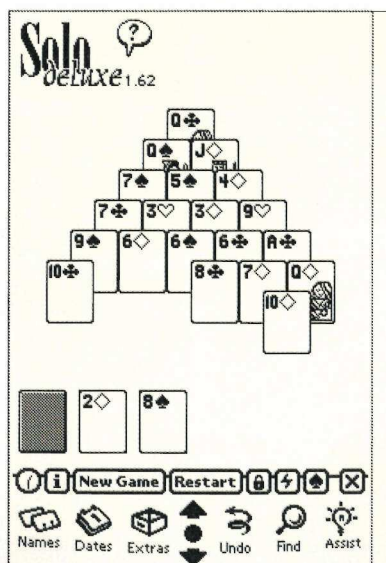 Solo
deluxe 1.62
?
Q♣
Q♠ J♢
7♠ 5♠ 4♢
7♣ 3♡ 3♢ 9♡
9♠ 6♢ 6♠ 6♣ A♣
10♣ 8♣ 7♢ Q♢
10♢
2♢ 8♠
i New Game Restart
Names Dates Extras Undo Find Assist